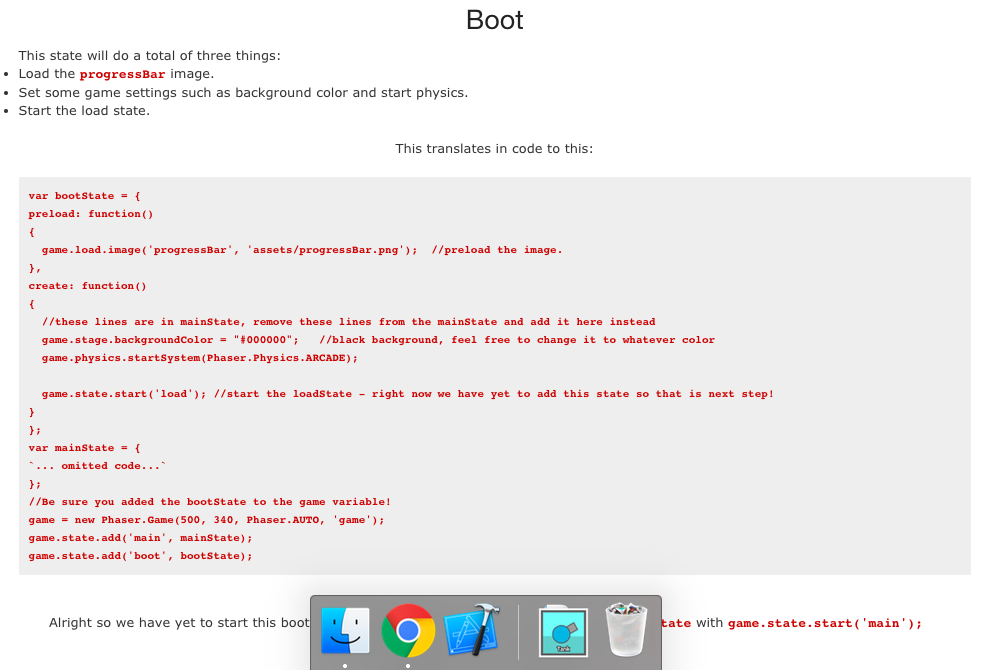 Boot
This state will do a total of three things:
Load the progressBar image.
Set some game settings such as background color and start physics.
Start the load state.
This translates in code to this:
var bootState = {
preload: function()
{
game.load.image('progressBar', 'assets/progressBar.png');  //preload the image.
},
create: function()
{
//these lines are in mainState, remove these lines from the mainState and add it here instead
game.stage.backgroundColor = "#000000";   //black background, feel free to change it to whatever color
game.physics.startSystem(Phaser.Physics.ARCADE);
game.state.start('load'); //start the loadState - right now we have yet to add this state so that is next step!
}
};
var mainState = {
`... omitted code...`
};
//Be sure you added the bootState to the game variable!
game = new Phaser.Game(500, 340, Phaser.AUTO, 'game');
game.state.add('main', mainState);
game.state.add('boot', bootState);
Alright so we have yet to start this boot tate with game.state.start('main');
Tank